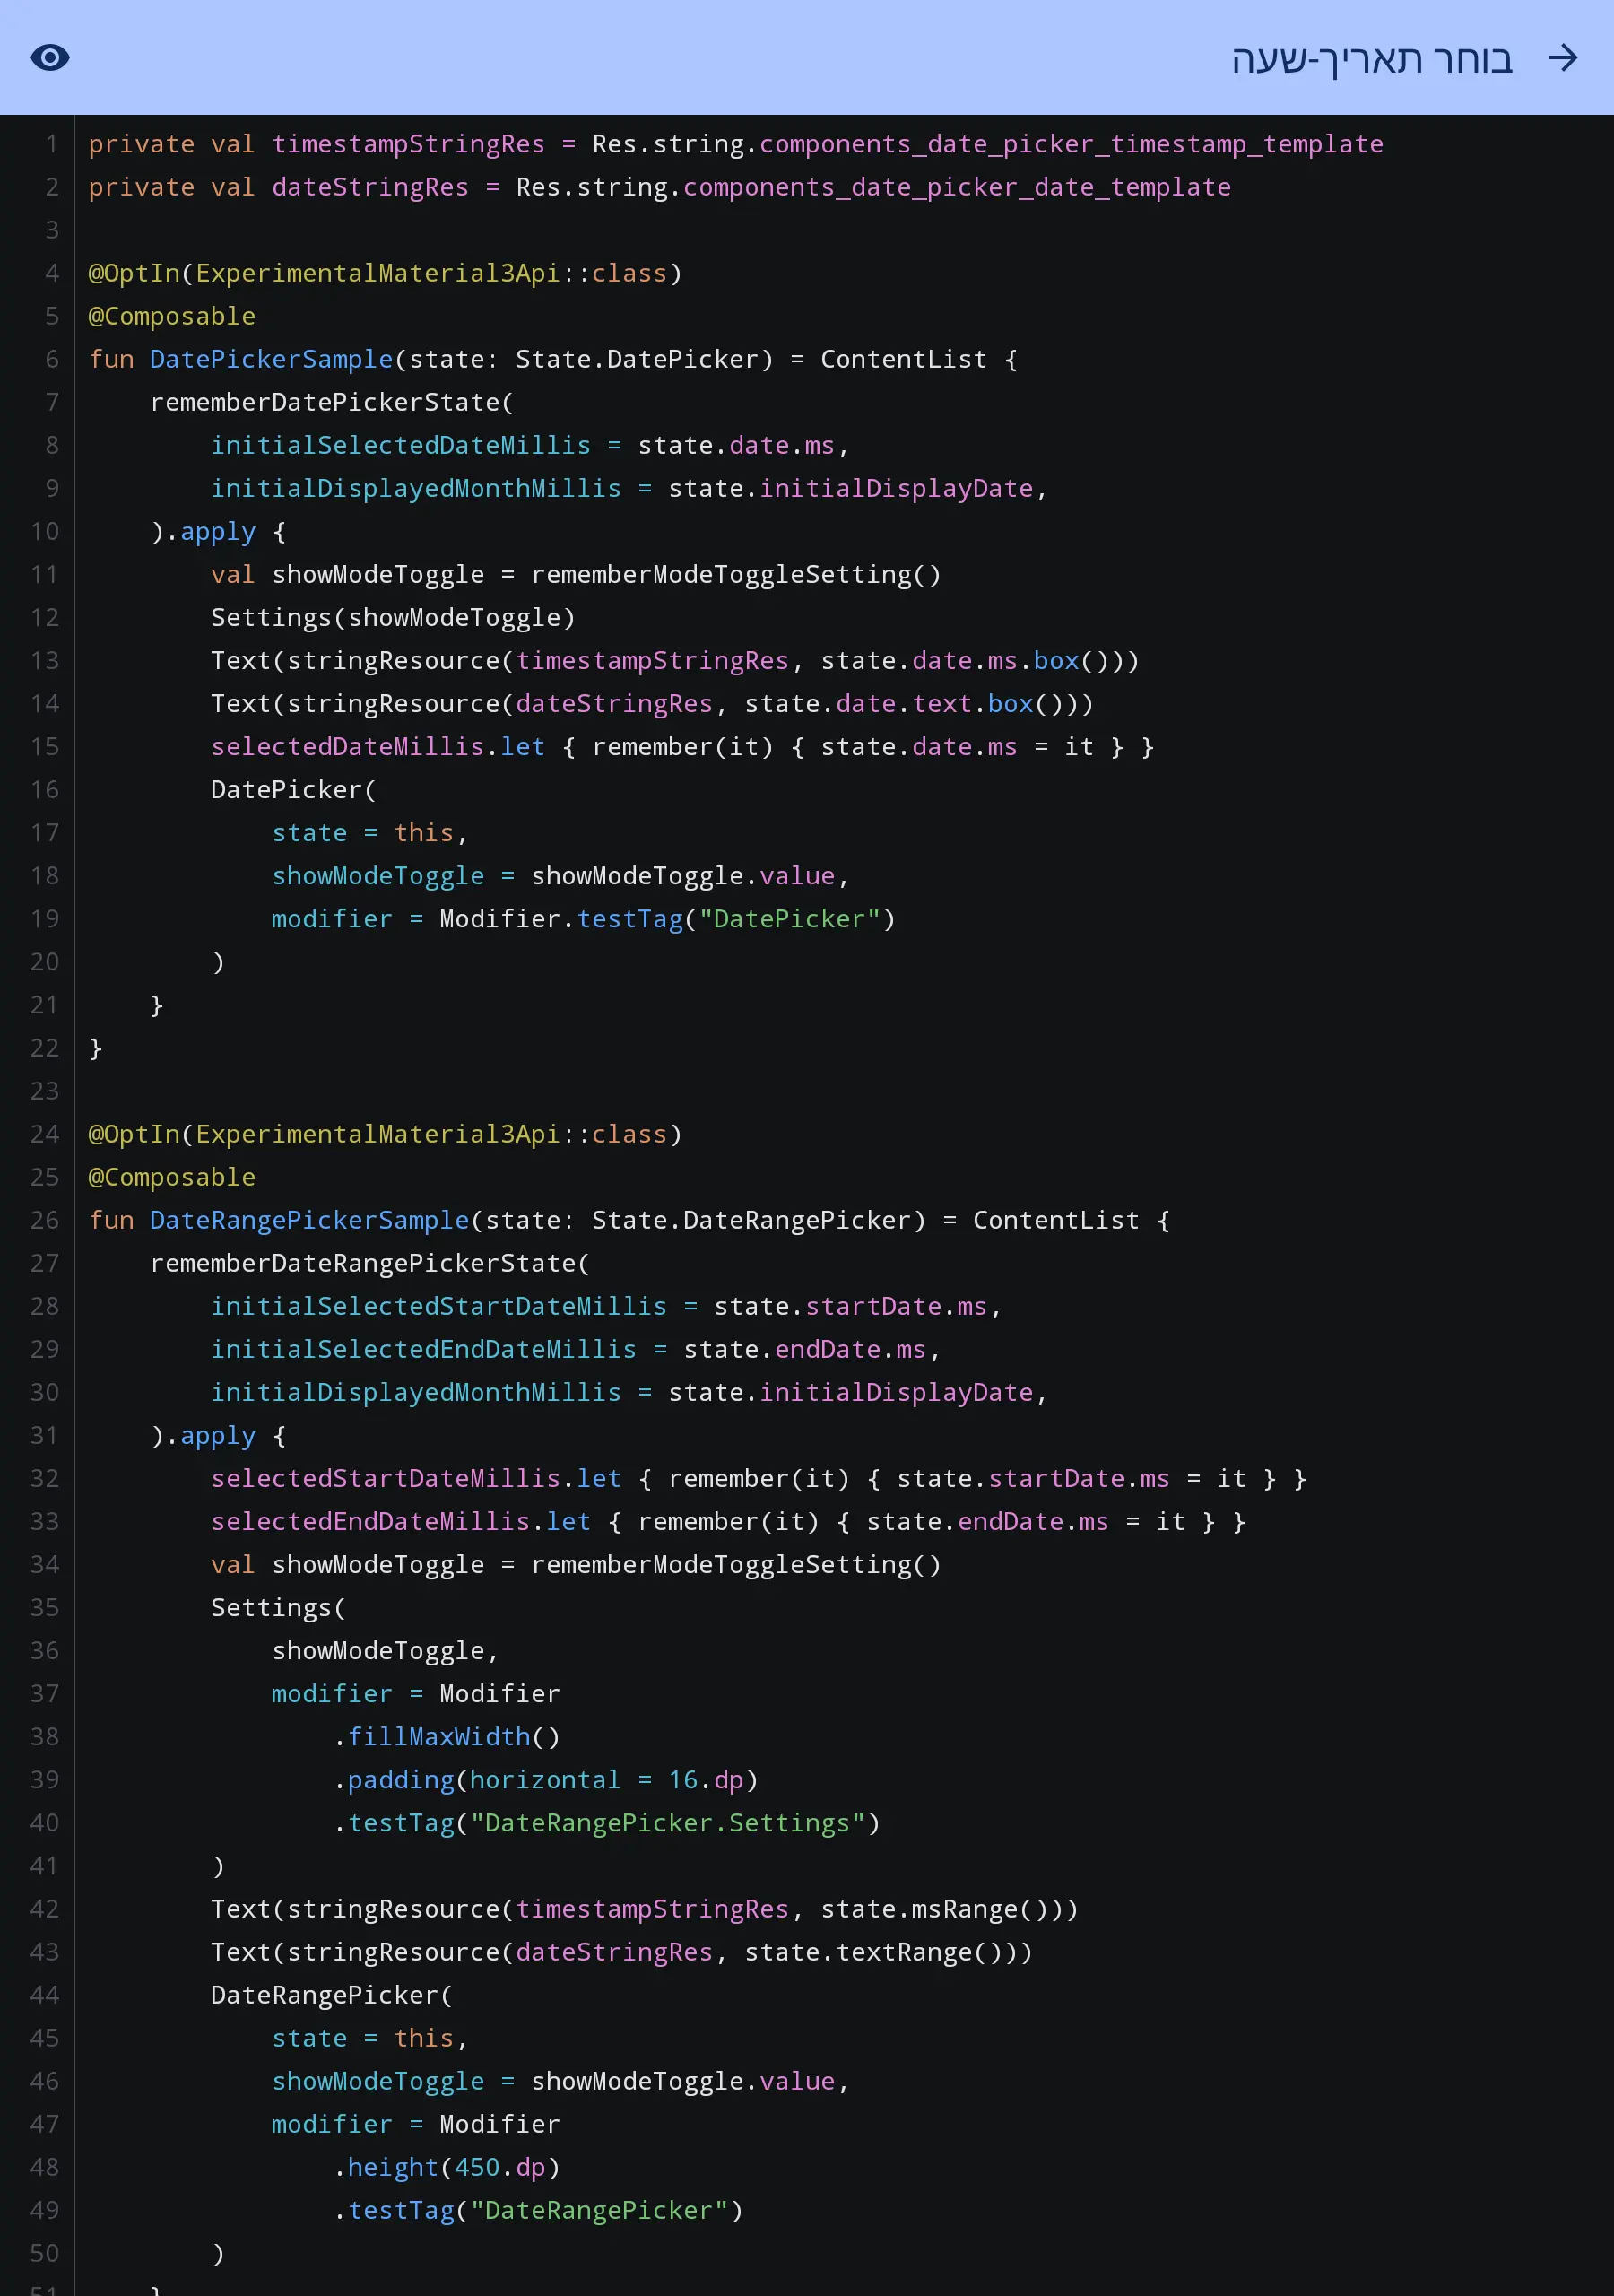 בוחר תאריך-שעה
1 private val timestampStringRes = Res.string.components_date_picker_timestamp_template
2 private val dateStringRes = Res.string.components_date_picker_date_template
3
4 @OptIn(ExperimentalMaterial3Api::class)
5 @Composable
6 fun DatePickerSample(state: State.DatePicker) = ContentList {
7     rememberDatePickerState(
8         initialSelectedDateMillis = state.date.ms,
9         initialDisplayedMonthMillis = state.initialDisplayDate,
10     ).apply {
11         val showModeToggle = rememberModeToggleSetting()
12         Settings(showModeToggle)
13         Text(stringResource(timestampStringRes, state.date.ms.box()))
14         Text(stringResource(dateStringRes, state.date.text.box()))
15         selectedDateMillis.let { remember(it) { state.date.ms = it } }
16         DatePicker(
17             state = this,
18             showModeToggle = showModeToggle.value,
19             modifier = Modifier.testTag("DatePicker")
20         )
21     }
22 }
23
24 @OptIn(ExperimentalMaterial3Api::class)
25 @Composable
26 fun DateRangePickerSample(state: State.DateRangePicker) = ContentList {
27     rememberDateRangePickerState(
28         initialSelectedStartDateMillis = state.startDate.ms,
29         initialSelectedEndDateMillis = state.endDate.ms,
30         initialDisplayedMonthMillis = state.initialDisplayDate,
31     ).apply {
32         selectedStartDateMillis.let { remember(it) { state.startDate.ms = it } }
33         selectedEndDateMillis.let { remember(it) { state.endDate.ms = it } }
34         val showModeToggle = rememberModeToggleSetting()
35         Settings(
36             showModeToggle,
37             modifier = Modifier
38                 .fillMaxWidth()
39                 .padding(horizontal = 16.dp)
40                 .testTag("DateRangePicker.Settings")
41         )
42         Text(stringResource(timestampStringRes, state.msRange()))
43         Text(stringResource(dateStringRes, state.textRange()))
44         DateRangePicker(
45             state = this,
46             showModeToggle = showModeToggle.value,
47             modifier = Modifier
48                 .height(450.dp)
49                 .testTag("DateRangePicker")
50         )
51     }